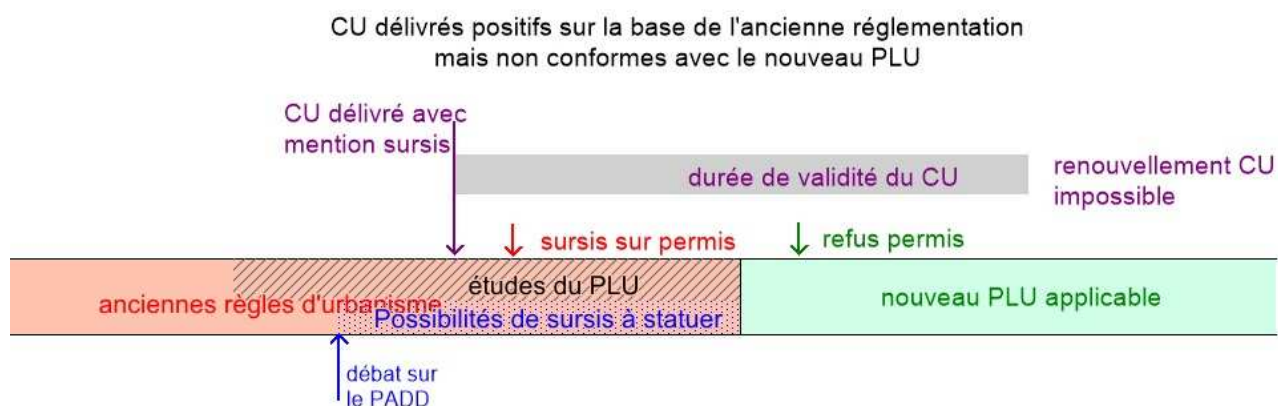 CU délivrés positifs sur la base de l'ancienne réglementation
mais non conformes avec le nouveau PLU
CU délivré avec
mention sursis
durée de validité du CU
renouvellement CU
impossible
sursis sur permis
refus permis
études du PLU
anciennes règles d'urbanisme
Possibilités de sursis à statuer
nouveau PLU applicable
débat sur
le PADD